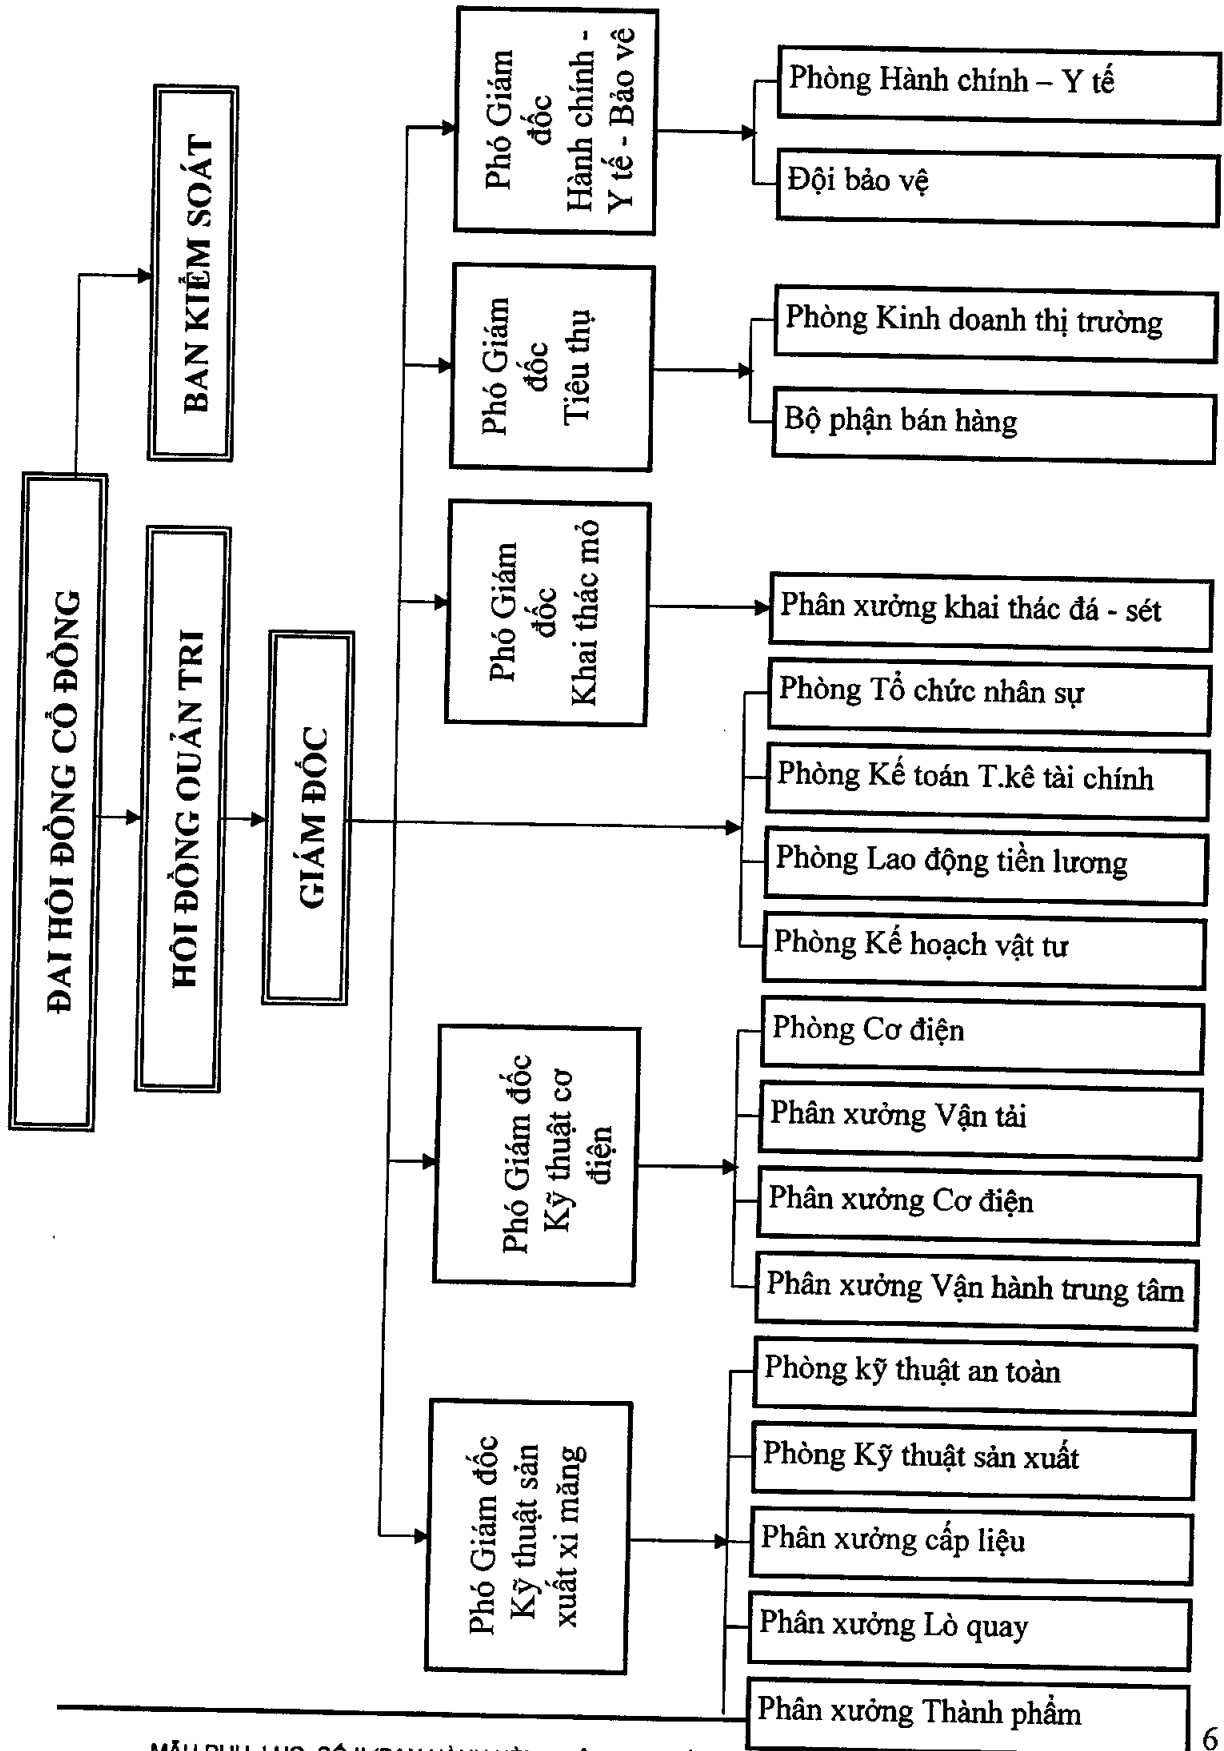 ĐẠI HỘI ĐỒNG CỔ ĐÔNG
BAN KIỂM SOÁT
HỘI ĐỒNG QUẢN TRỊ
GIÁM ĐỐC
Phó Giám đốc
Kỹ thuật sản
xuất xi măng
Phó Giám đốc
Kỹ thuật cơ
điện
Phó Giám
đốc
Khai thác mỏ
Phó Giám
đốc
Tiêu thụ
Phó Giám
đốc
Hành chính -
Y tế - Bảo vê
Phòng Hành chính – Y tế
Đội bảo vệ
Phòng Kinh doanh thị trường
Bộ phận bán hàng
Phân xưởng khai thác đá - sét
Phòng Tổ chức nhân sự
Phòng Kế toán T.kê tài chính
Phòng Lao động tiền lương
Phòng Kế hoạch vật tư
Phòng Cơ điện
Phân xưởng Vận tải
Phân xưởng Cơ điện
Phân xưởng Vận hành trung tâm
Phòng kỹ thuật an toàn
Phòng Kỹ thuật sản xuất
Phân xưởng cấp liệu
Phân xưởng Lò quay
Phân xưởng Thành phẩm
6